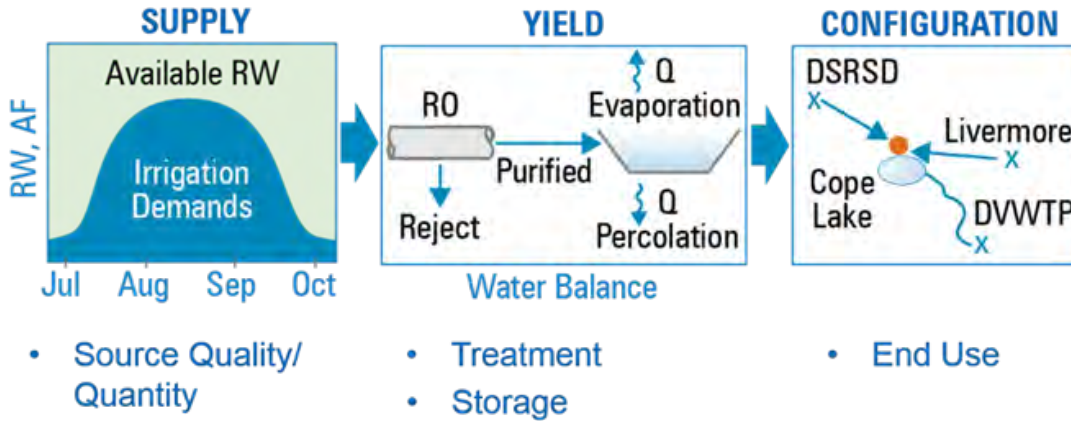 SUPPLY
YIELD
CONFIGURATION
RW, AF
Available RW
Irrigation
Demands
Jul Aug Sep Oct
RO
Purified
Reject
Q
Evaporation
Q
Percolation
Water Balance
DSRSD
X
Livermore
X
Cope
Lake
DVWTP
X
• Source Quality/
Quantity
• Treatment
• Storage
• End Use